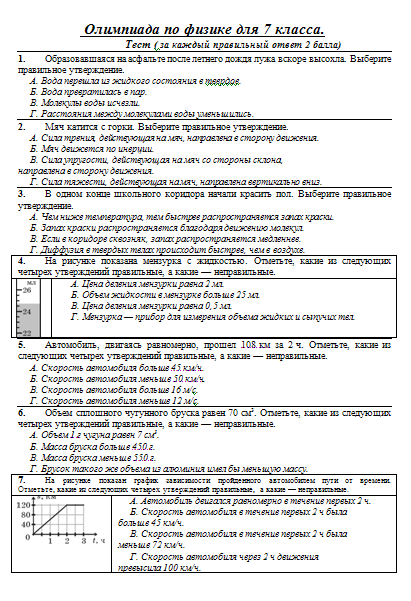 Олимпиада по физике для 7 класса.
Тест (за каждый правильный ответ 2 балла)
1. Образовавшаяся на асфальте после летнего дождя лужа вскоре высохла. Выберите
правильное утверждение.
А. Вода перешла из жидкого состояния в твердое.
Б. Вода превратилась в пар.
В. Молекулы воды исчезли.
Г. Расстояния между молекулами воды уменьшились.
2. Мяч катится с горки. Выберите правильное утверждение.
А. Сила трения, действующая на мяч, направлена в сторону движения.
Б. Мяч движется по инерции.
В. Сила упругости, действующая на мяч со стороны склона,
направлена в сторону движения.
Г. Сила тяжести, действующая на мяч, направлена вертикально вниз.
3. В одном конце школьного коридора начали красить пол. Выберите правильное
утверждение.
А. Чем ниже температура, тем быстрее распространяется запах краски.
Б. Запах краски распространяется благодаря движению молекул.
В. Если в коридоре сквозняк, запах распространяется медленнее.
Г. Диффузия в твердых телах происходит быстрее, чем в воздухе.
4. На рисунке показана мензурка с жидкостью. Отметьте, какие из следующих
четырех утверждений правильные, а какие — неправильные.
мл
26
24
22
А. Цена деления мензурки равна 2 мл.
Б. Объем жидкости в мензурке больше 25 мл.
В. Цена деления мензурки равна 0,5 мл.
Г. Мензурка — прибор для измерения объема жидких и сыпучих тел.
5. Автомобиль, двигаясь равномерно, прошел 108 км за 2 ч. Отметьте, какие из
следующих четырех утверждений правильные, а какие — неправильные.
А. Скорость автомобиля больше 45 км/ч.
Б. Скорость автомобиля меньше 50 км/ч.
В. Скорость автомобиля больше 16 м/с.
Г. Скорость автомобиля меньше 12 м/с.
6. Объем сплошного чугунного бруска равен 70 см³. Отметьте, какие из следующих
четырех утверждений правильные, а какие — неправильные.
А. Объем 1 г чугуна равен 7 см³.
Б. Масса бруска больше 450 г.
В. Масса бруска меньше 550 г.
Г. Брусок такого же объема из алюминия имел бы меньшую массу.
7. На рисунке показан график зависимости пройденного автомобилем пути от времени.
Отметьте, какие из следующих четырех утверждений правильные, а какие — неправильные.
s, км
120
80
40
0 1 2 3 t, ч
А. Автомобиль двигался равномерно в течение первых 2 ч.
Б. Скорость автомобиля в течение первых 2 ч была
больше 45 км/ч.
В. Скорость автомобиля в течение первых 2 ч была
меньше 72 км/ч.
Г. Скорость автомобиля через 2 ч движения
превысила 100 км/ч.